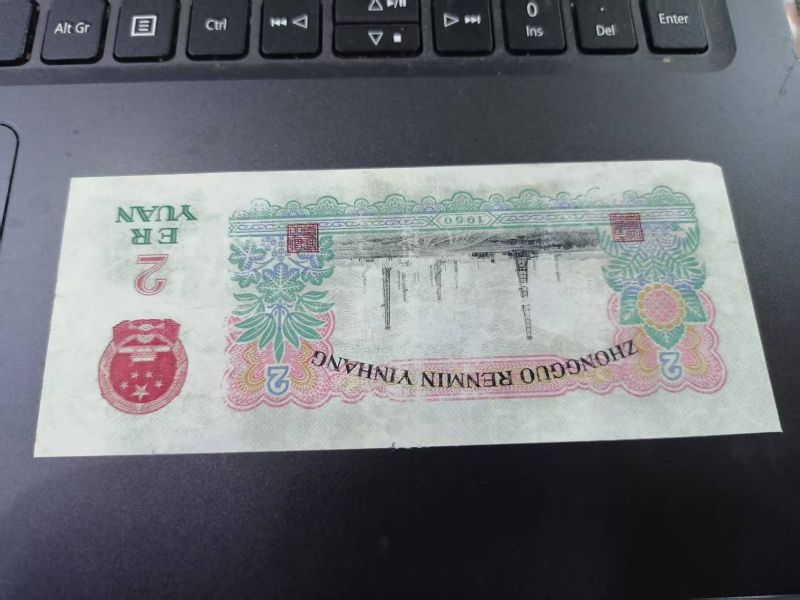 Alt Gr
Ctrl
0
Ins
.
Del
Enter
ZHONGGUO RENMIN YINHANG
2
2
2
ER
YUAN
1960